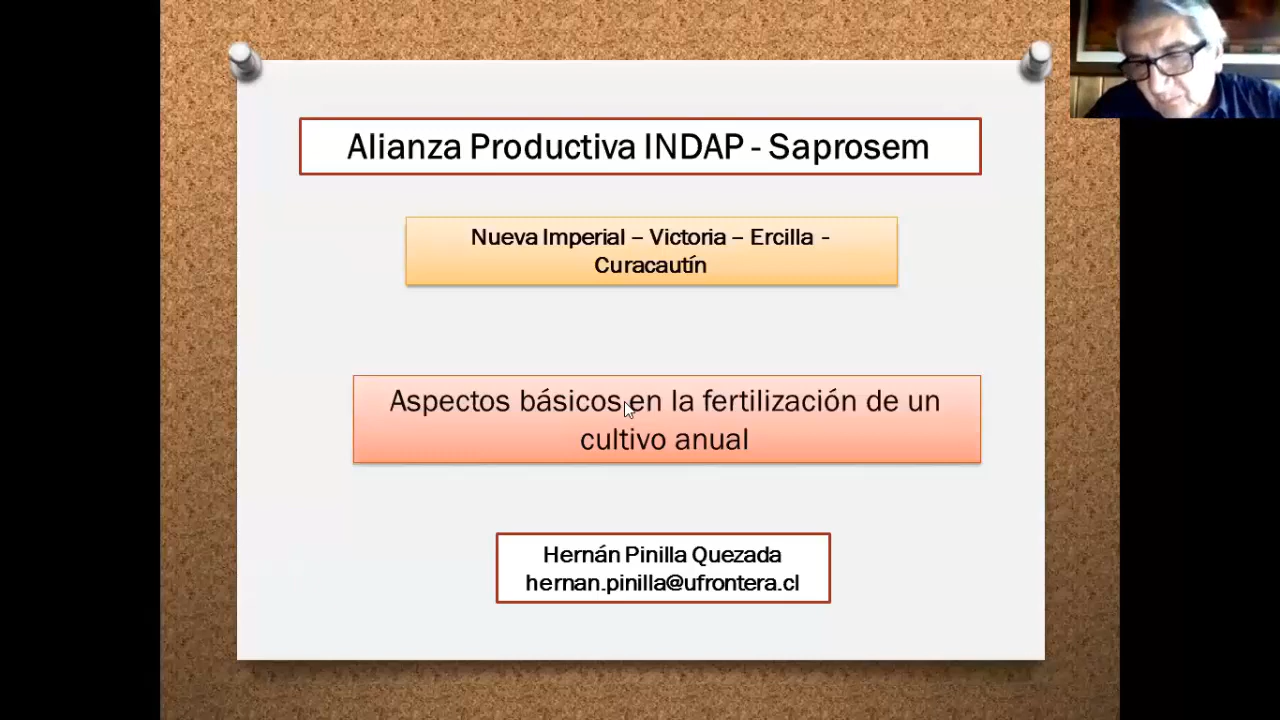 Alianza Productiva INDAP - Saprosem
Nueva Imperial – Victoria – Ercilla -
Curacautín
Aspectos básicos en la fertilización de un
cultivo anual
Hernán Pinilla Quezada
hernan.pinilla@ufrontera.cl